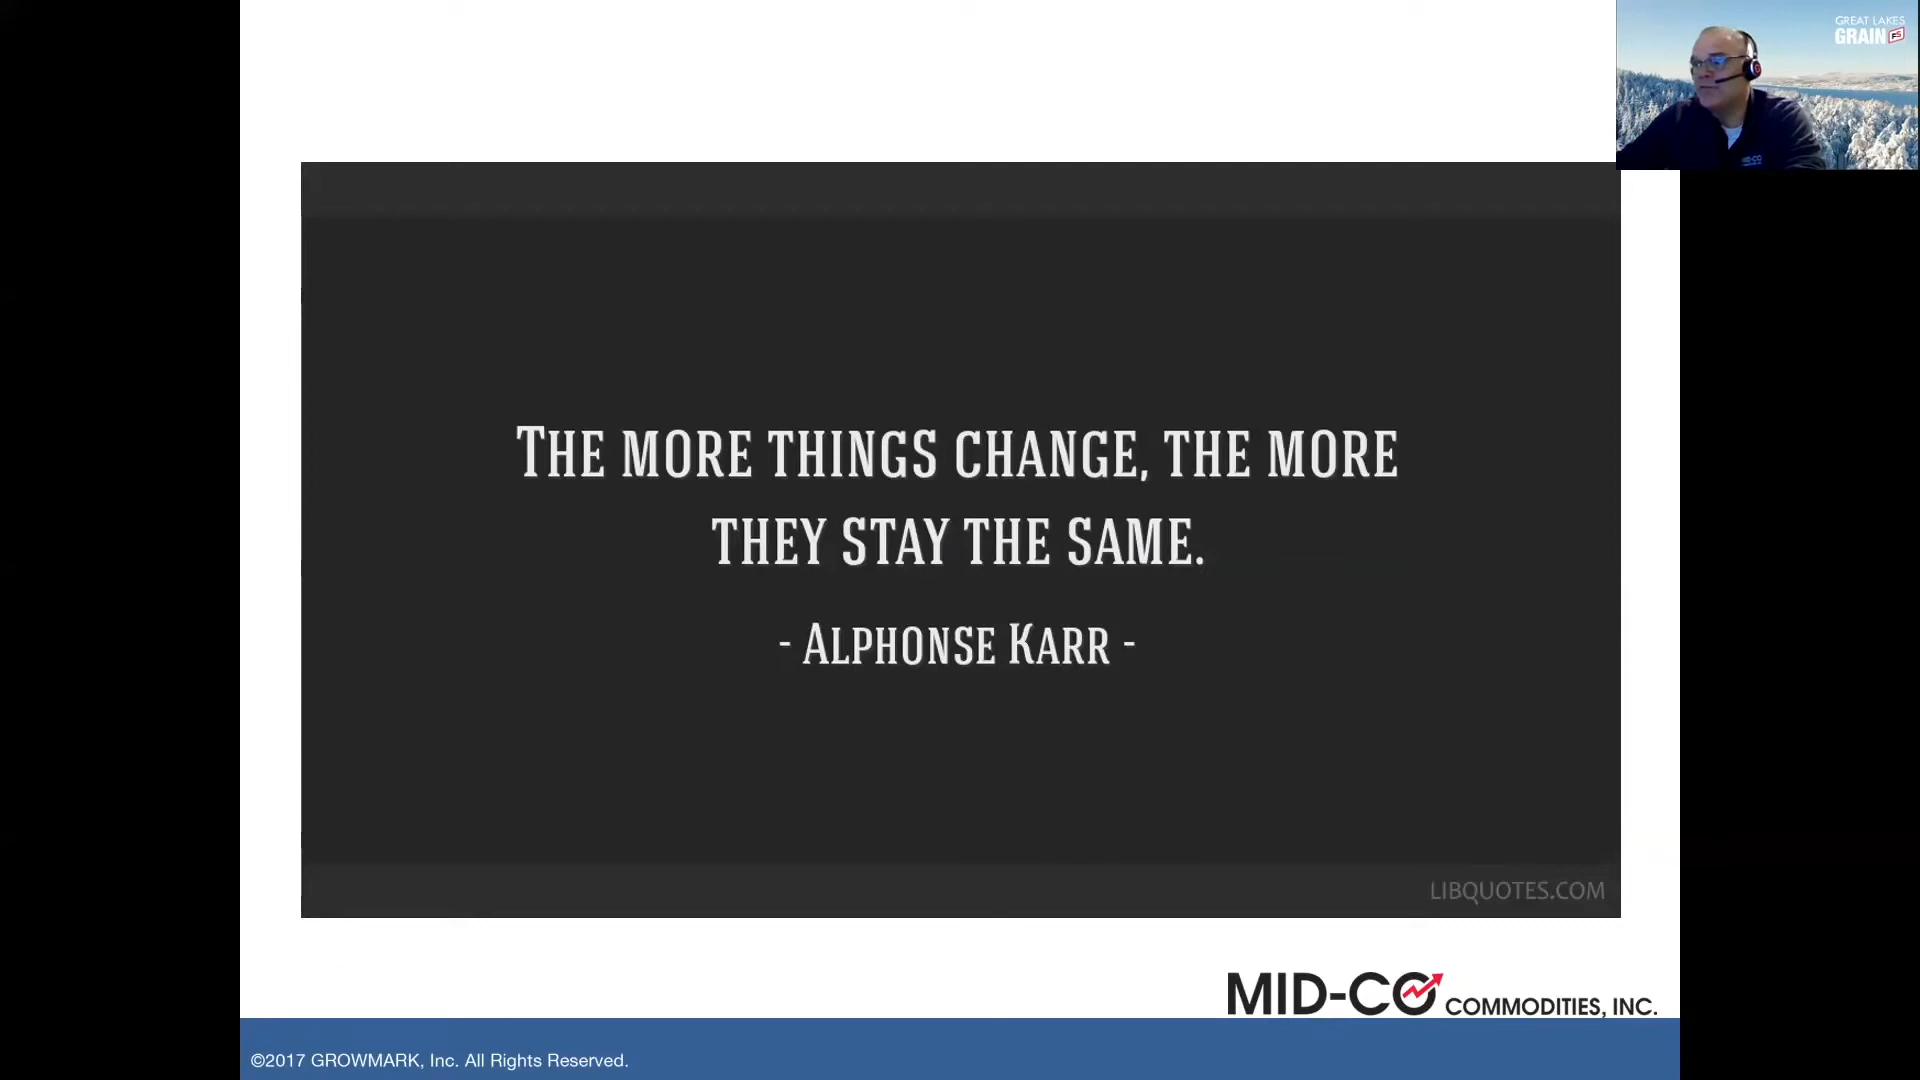 GREAT LAKES
GRAIN FS
THE MORE THINGS CHANGE, THE MORE
THEY STAY THE SAME.
- ALPHONSE KARR -
LIBQUOTES.COM
MID-CO COMMODITIES, INC.
©2017 GROWMARK, Inc. All Rights Reserved.